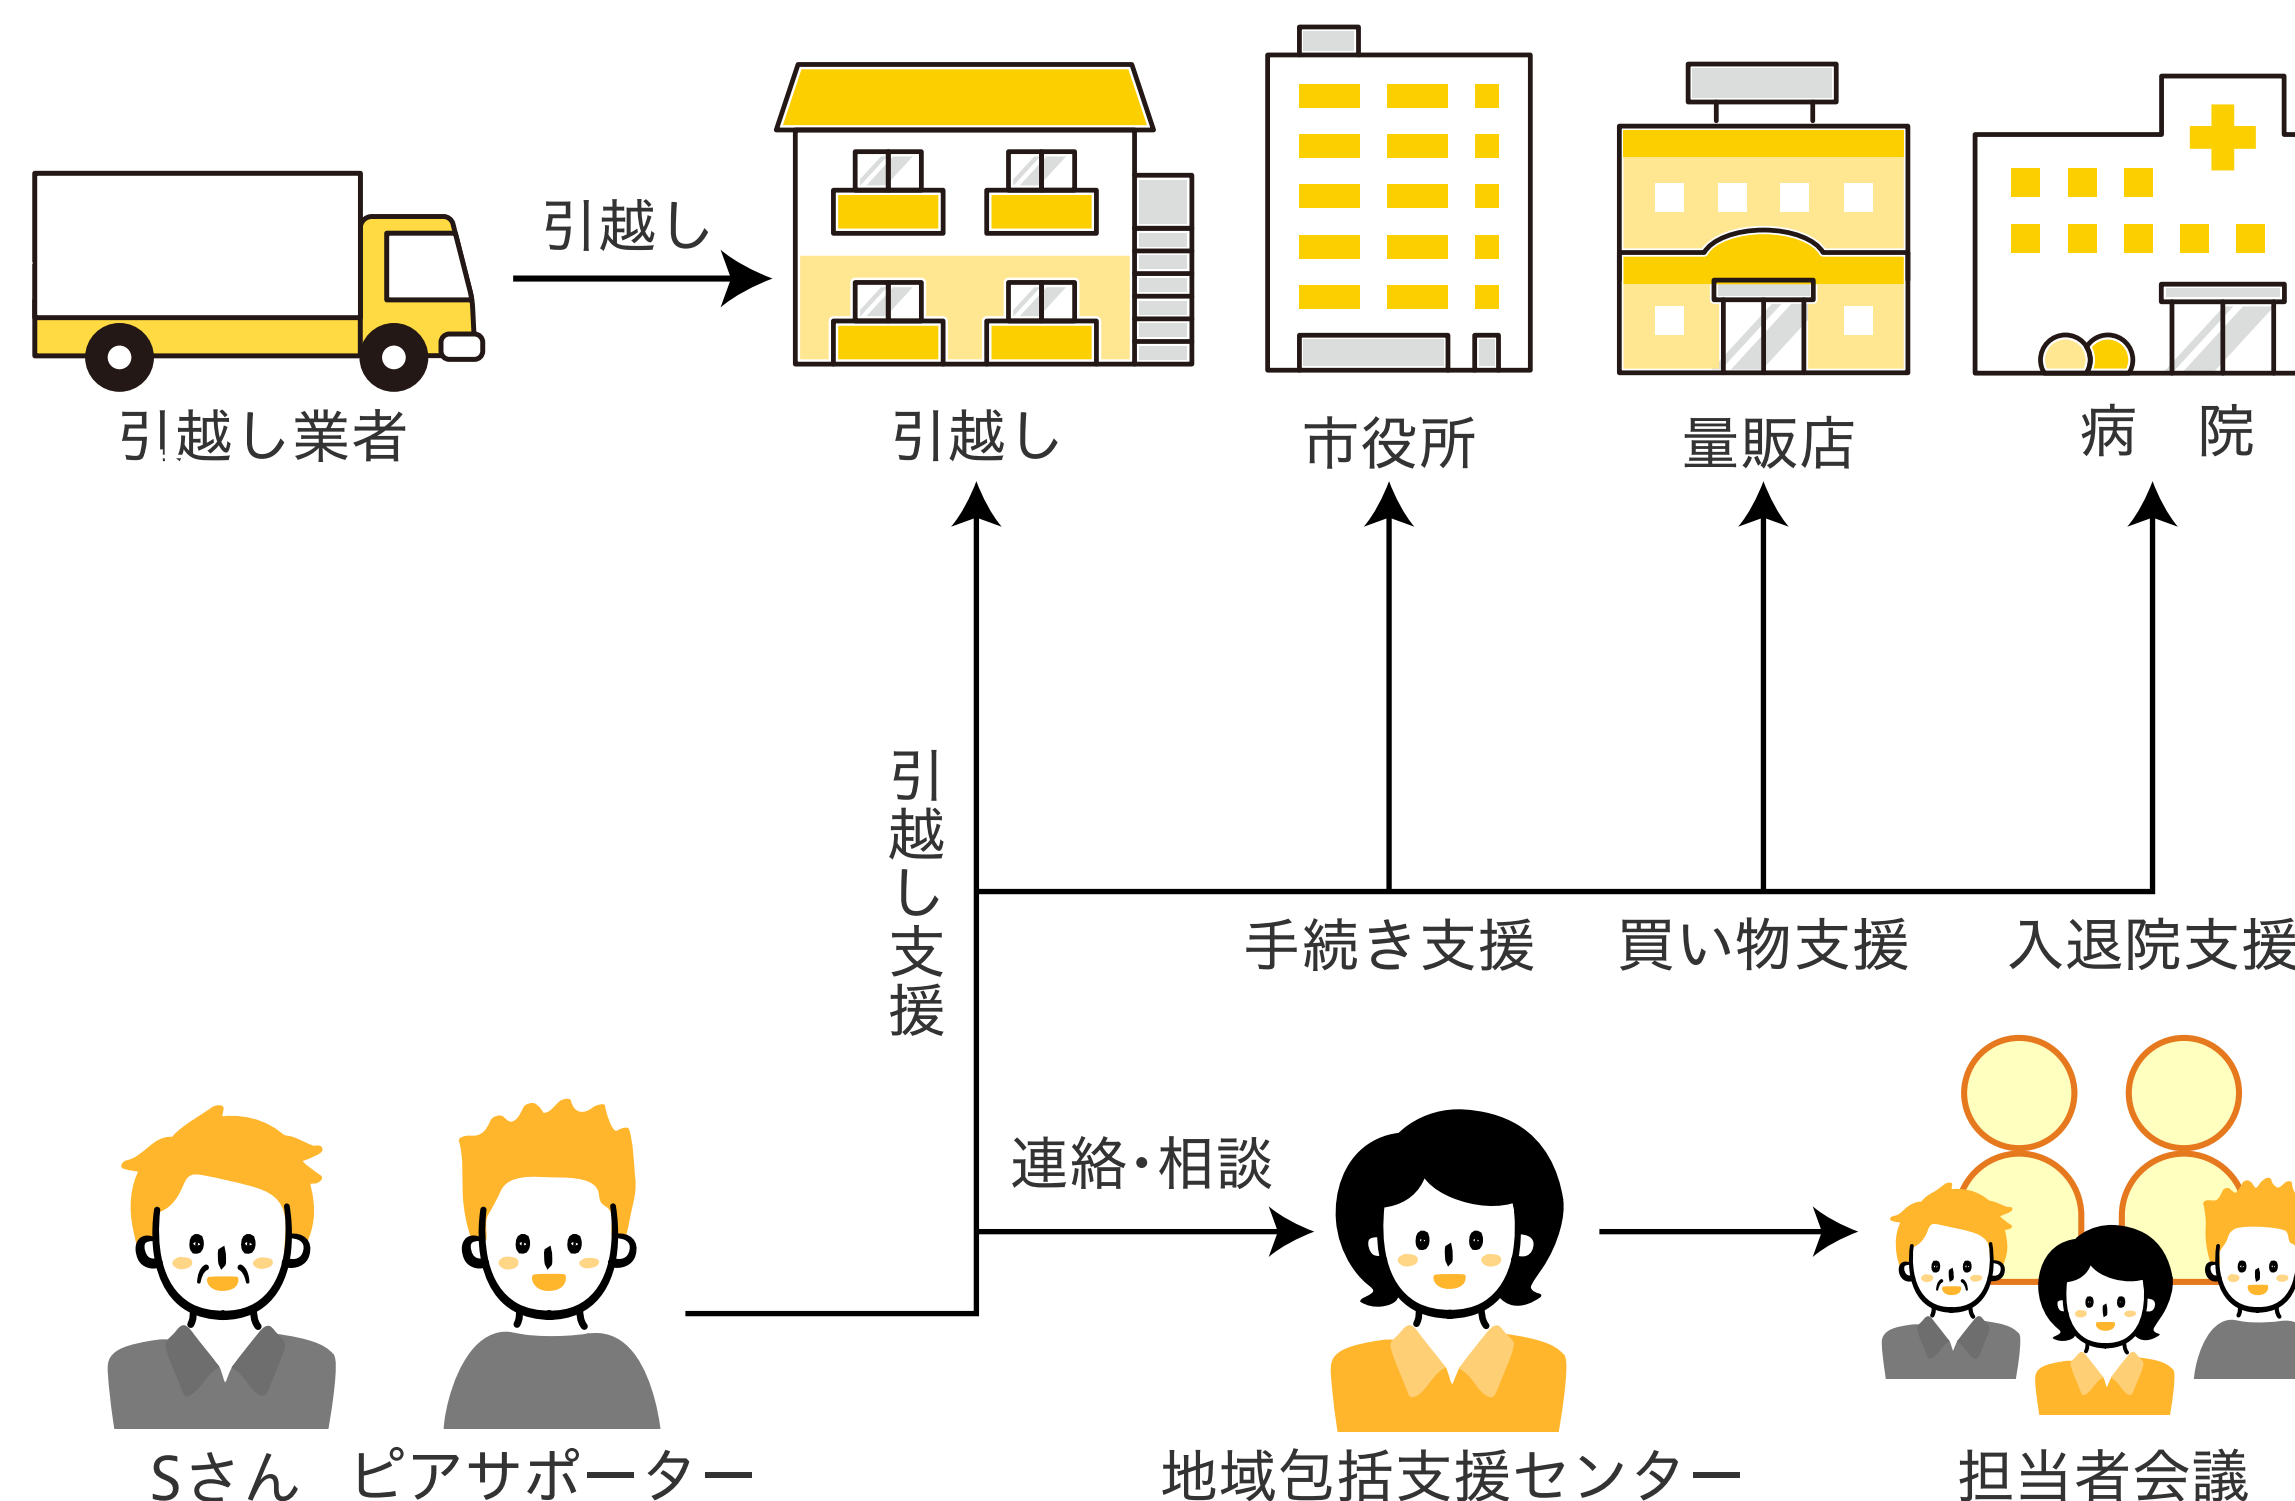 引越し
引越し業者
引越し
市役所
量販店
病　院
引越し支援
手続き支援
買い物支援
入退院支援
連絡・相談
Sさん
ピアサポーター
地域包括支援センター
担当者会議